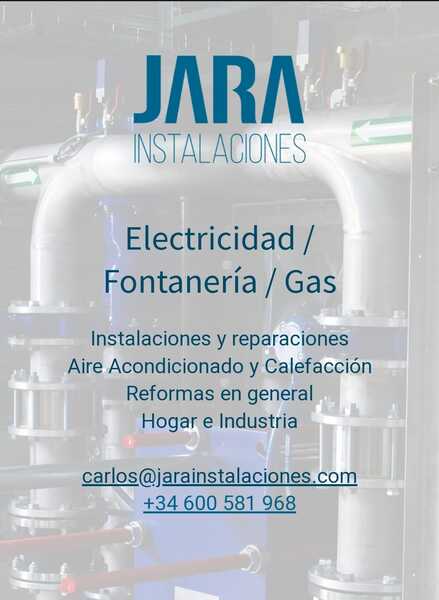 JARA
INSTALACIONES
Electricidad /
Fontanería / Gas
Instalaciones y reparaciones
Aire Acondicionado y Calefacción
Reformas en general
Hogar e Industria
carlos@jarainstalaciones.com
+34 600 581 968